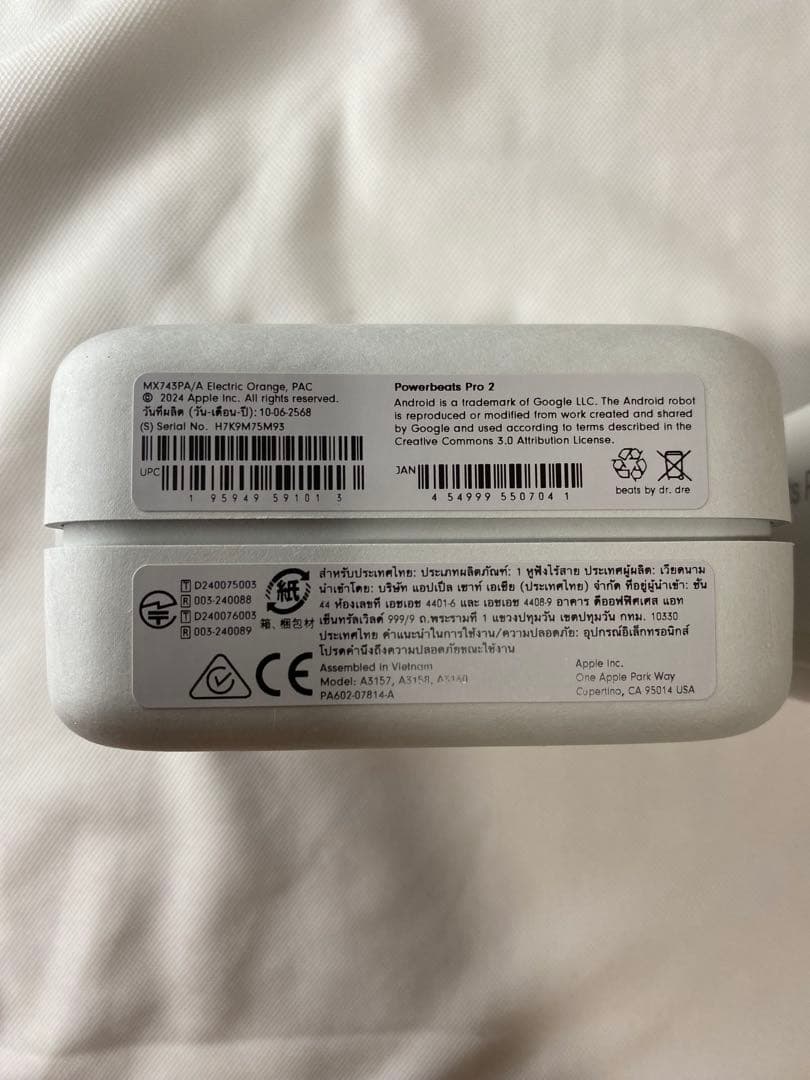 MX743PA/A Electric Orange, PAC
© 2024 Apple Inc. All rights reserved.
วันที่ผลิต (วัน-เดือน-ปี): 10-06-2568
(S) Serial No. H7K9M75M93
UPC
1 95949 59101 3
Powerbeats Pro 2
Android is a trademark of Google LLC. The Android robot
is reproduced or modified from work created and shared
by Google and used according to terms described in the
Creative Commons 3.0 Attribution License.
JAN
4 549995 507041
beats by dr. dre
T D240075003
R 003-240088
T D240076003
R 003-240089
紙
箱、梱包材
สำหรับประเทศไทย: ประเภทผลิตภัณฑ์: 1 หูฟังไร้สาย ประเทศผู้ผลิต: เวียดนาม
นำเข้าโดย: บริษัท แอปเปิ้ล เซาท์ เอเชีย (ประเทศไทย) จำกัด ที่อยู่ผู้นำเข้า: ชั้น
44 ห้องเลขที่ เอชเอช 4401-6 และ เอชเอช 4408-9 อาคาร ดิออฟฟิศเศส แอท
เซ็นทรัลเวิลด์ 999/9 ถ.พระรามที่ 1 แขวงปทุมวัน เขตปทุมวัน กทม. 10330
ประเทศไทย คำแนะนำในการใช้งาน/ความปลอดภัย: อุปกรณ์อิเล็กทรอนิกส์
โปรดคำนึงถึงความปลอดภัยขณะใช้งาน
CE
Assembled in Vietnam
Model: A3157, A3158, A3160
PA602-07814-A
Apple Inc.
One Apple Park Way
Cupertino, CA 95014 USA